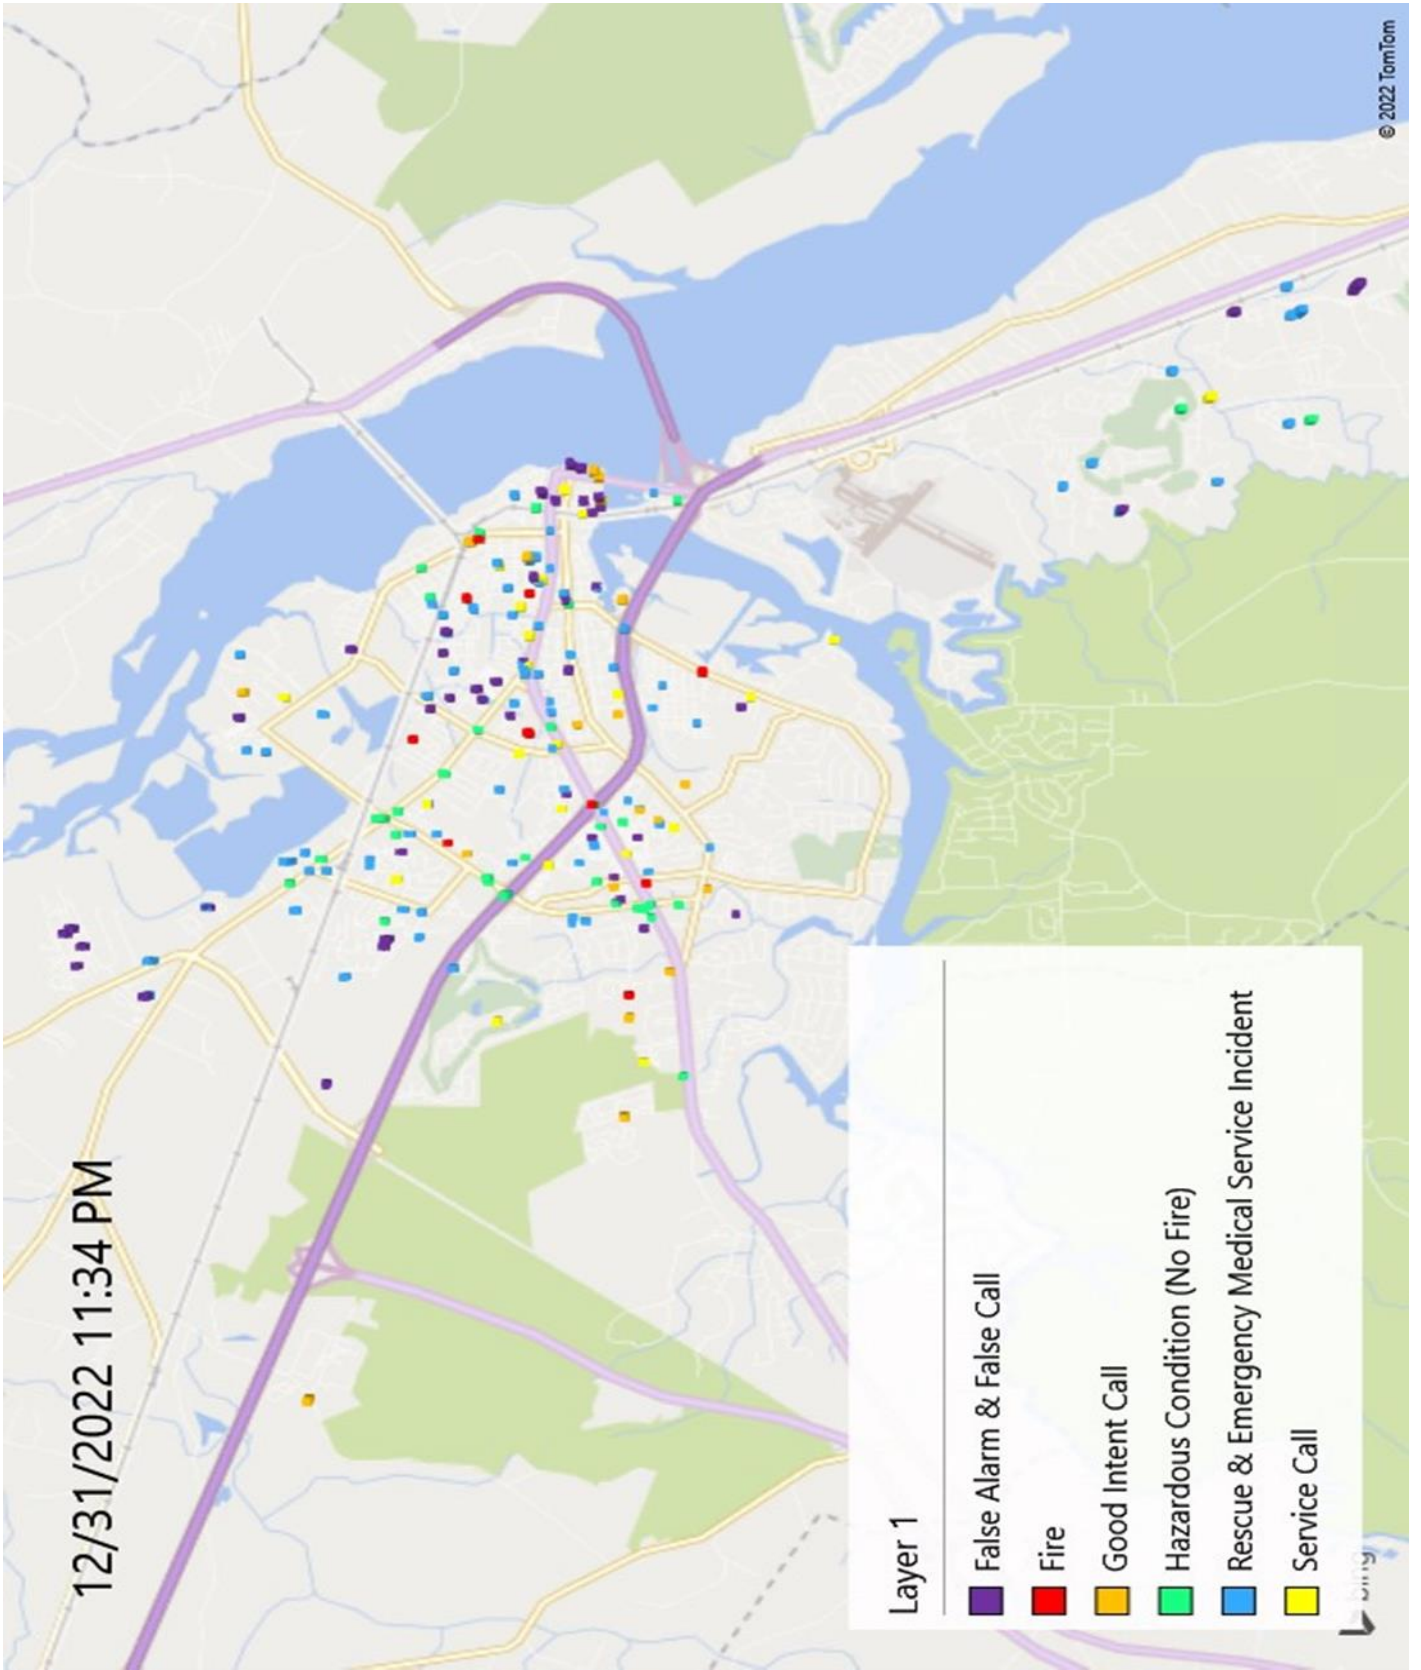 12/31/2022 11:34 PM
Layer 1
False Alarm & False Call
Fire
Good Intent Call
Hazardous Condition (No Fire)
Rescue & Emergency Medical Service Incident
Service Call
bing
© 2022 TomTom